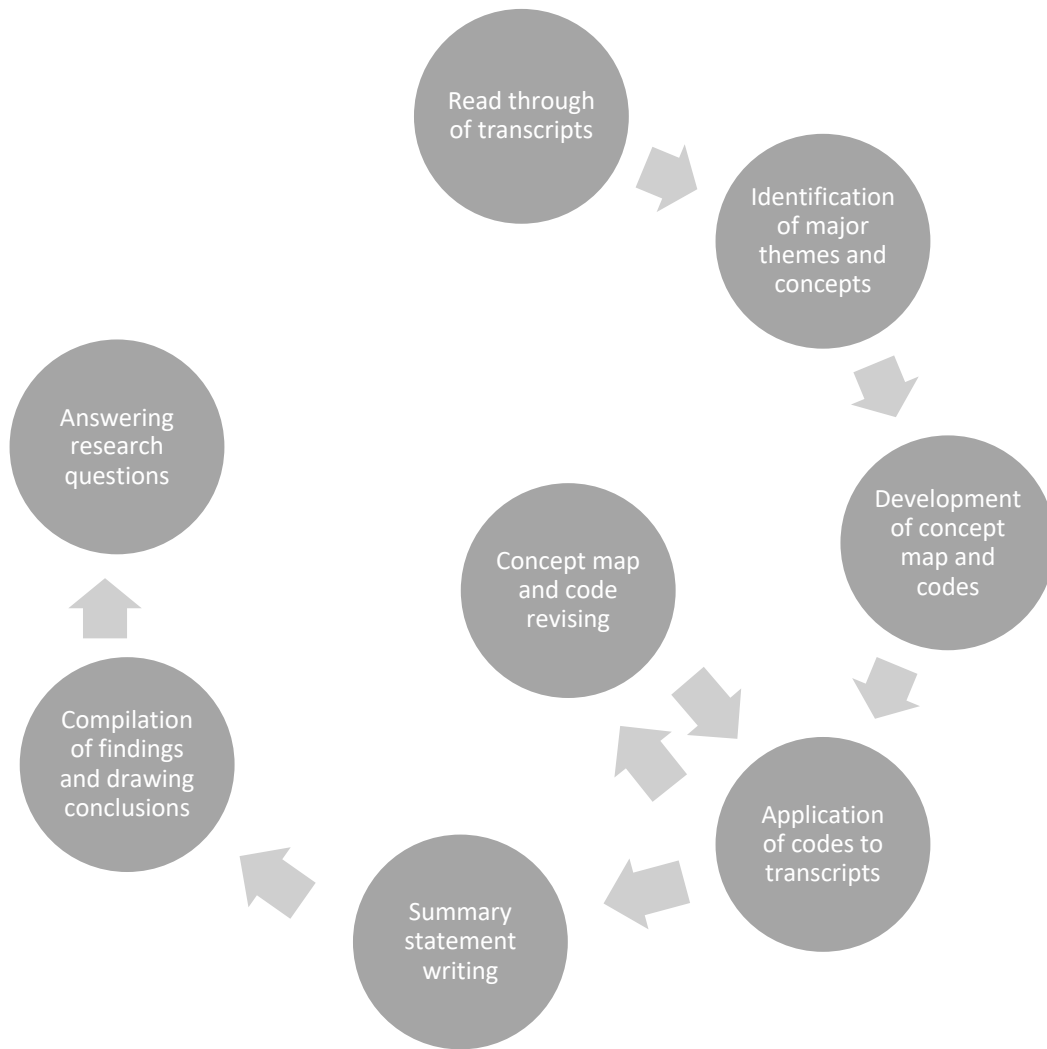 Read through
of transcripts
Identification
of major
themes and
concepts
Development
of concept
map and
codes
Application
of codes to
transcripts
Concept map
and code
revising
Summary
statement
writing
Compilation
of findings
and drawing
conclusions
Answering
research
questions